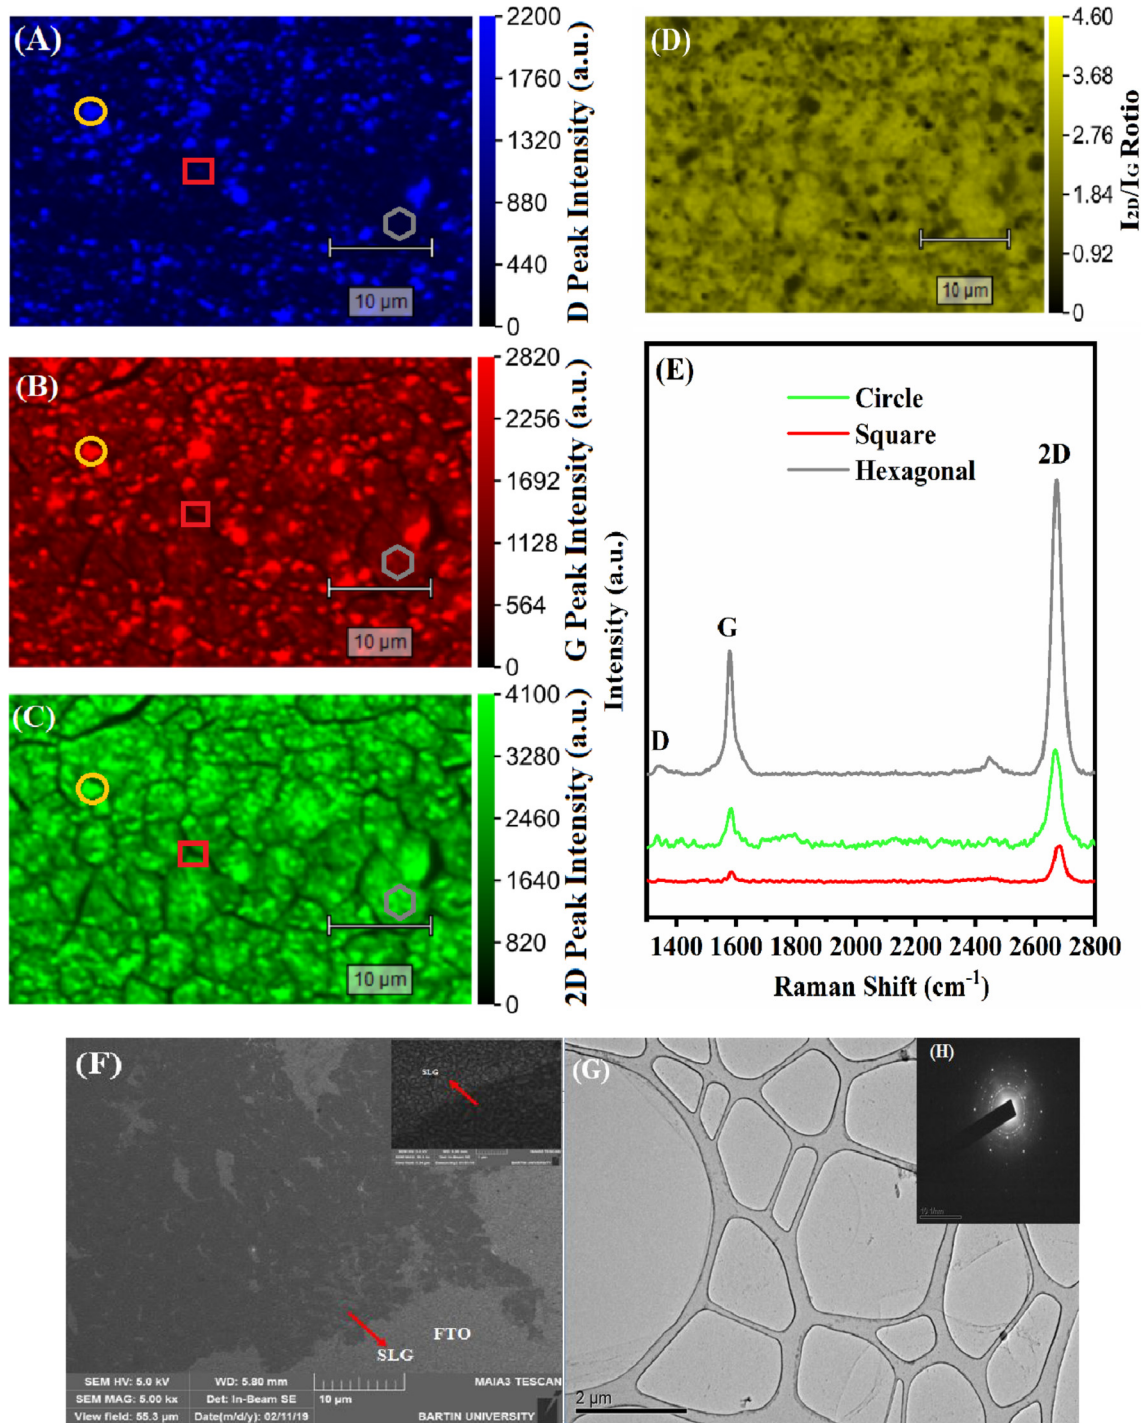 (A)
2200
1760
1320
880
440
0
D Peak Intensity (a.u.)
10 µm
(B)
2820
2256
1692
1128
564
0
G Peak Intensity (a.u.)
10 µm
(C)
4100
3280
2460
1640
820
0
2D Peak Intensity (a.u.)
10 µm
(D)
4.60
3.68
2.76
1.84
0.92
0
I2D/IG Rotio
10 µm
(E)
Circle
Square
Hexagonal
D
G
2D
Intensity (a.u.)
1400 1600 1800 2000 2200 2400 2600 2800
Raman Shift (cm-1)
(F)
SLG
BARTIN UNIVERSITY
FTO
SLG
SEM HV: 5.0 kV WD: 5.80 mm MAIA3 TESCAN
SEM MAG: 5.00 kx Det: In-Beam SE 10 µm
View field: 55.3 µm Date(m/d/y): 02/11/19 BARTIN UNIVERSITY
(G)
2 µm
(H)